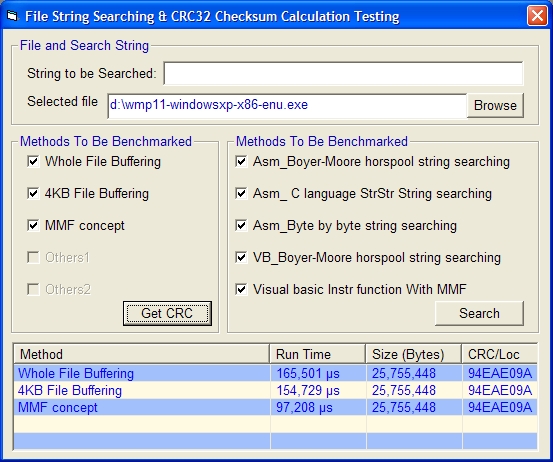 File String Searching & CRC32 Checksum Calculation Testing
File and Search String
String to be Searched:
Selected file d:\wmp11-windowsxp-x86-enu.exe Browse
Methods To Be Benchmarked
Whole File Buffering
4KB File Buffering
MMF concept
Others1
Others2
Get CRC
Methods To Be Benchmarked
Asm_Boyer-Moore horspool string searching
Asm_ C language StrStr String searching
Asm_Byte by byte string searching
VB_Boyer-Moore horspool string searching
Visual basic Instr function With MMF
Search
Method Run Time Size (Bytes) CRC/Loc
Whole File Buffering 165,501 µs 25,755,448 94EAE09A
4KB File Buffering 154,729 µs 25,755,448 94EAE09A
MMF concept 97,208 µs 25,755,448 94EAE09A